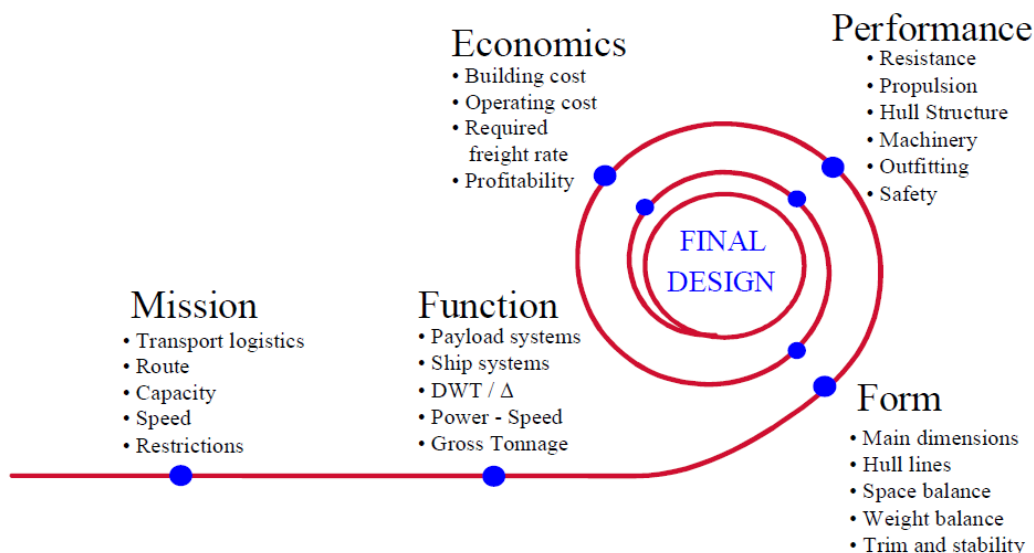 Mission
• Transport logistics
• Route
• Capacity
• Speed
• Restrictions
Function
• Payload systems
• Ship systems
• DWT / Δ
• Power - Speed
• Gross Tonnage
Form
• Main dimensions
• Hull lines
• Space balance
• Weight balance
• Trim and stability
Performance
• Resistance
• Propulsion
• Hull Structure
• Machinery
• Outfitting
• Safety
Economics
• Building cost
• Operating cost
• Required
freight rate
• Profitability
FINAL
DESIGN